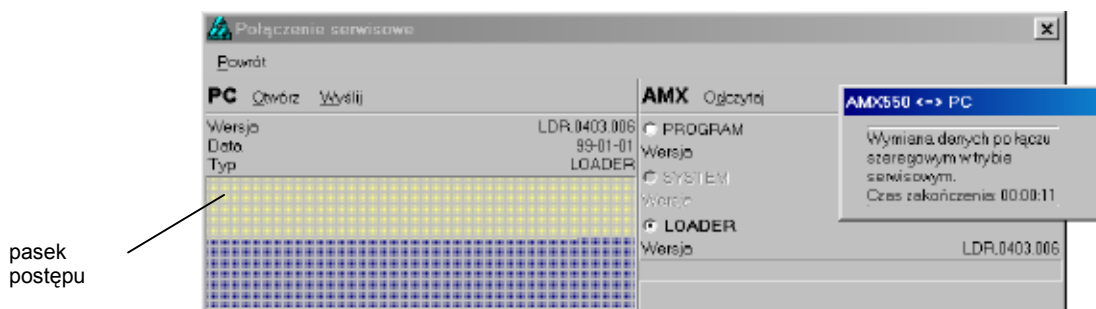 Połączenie serwisowe
Powrót
PC Otwórz Wyślij
Wersja LDR.0403.006
Data 99-01-01
Typ LOADER
AMX Odczytaj
PROGRAM
Wersja
SYSTEM
Wersja
LOADER
Wersja LDR.0403.006
AMX550 <-> PC
Wymiana danych po łączu
szeregowym w trybie
serwisowym.
Czas zakończenia: 00:00:11
pasek
postępu